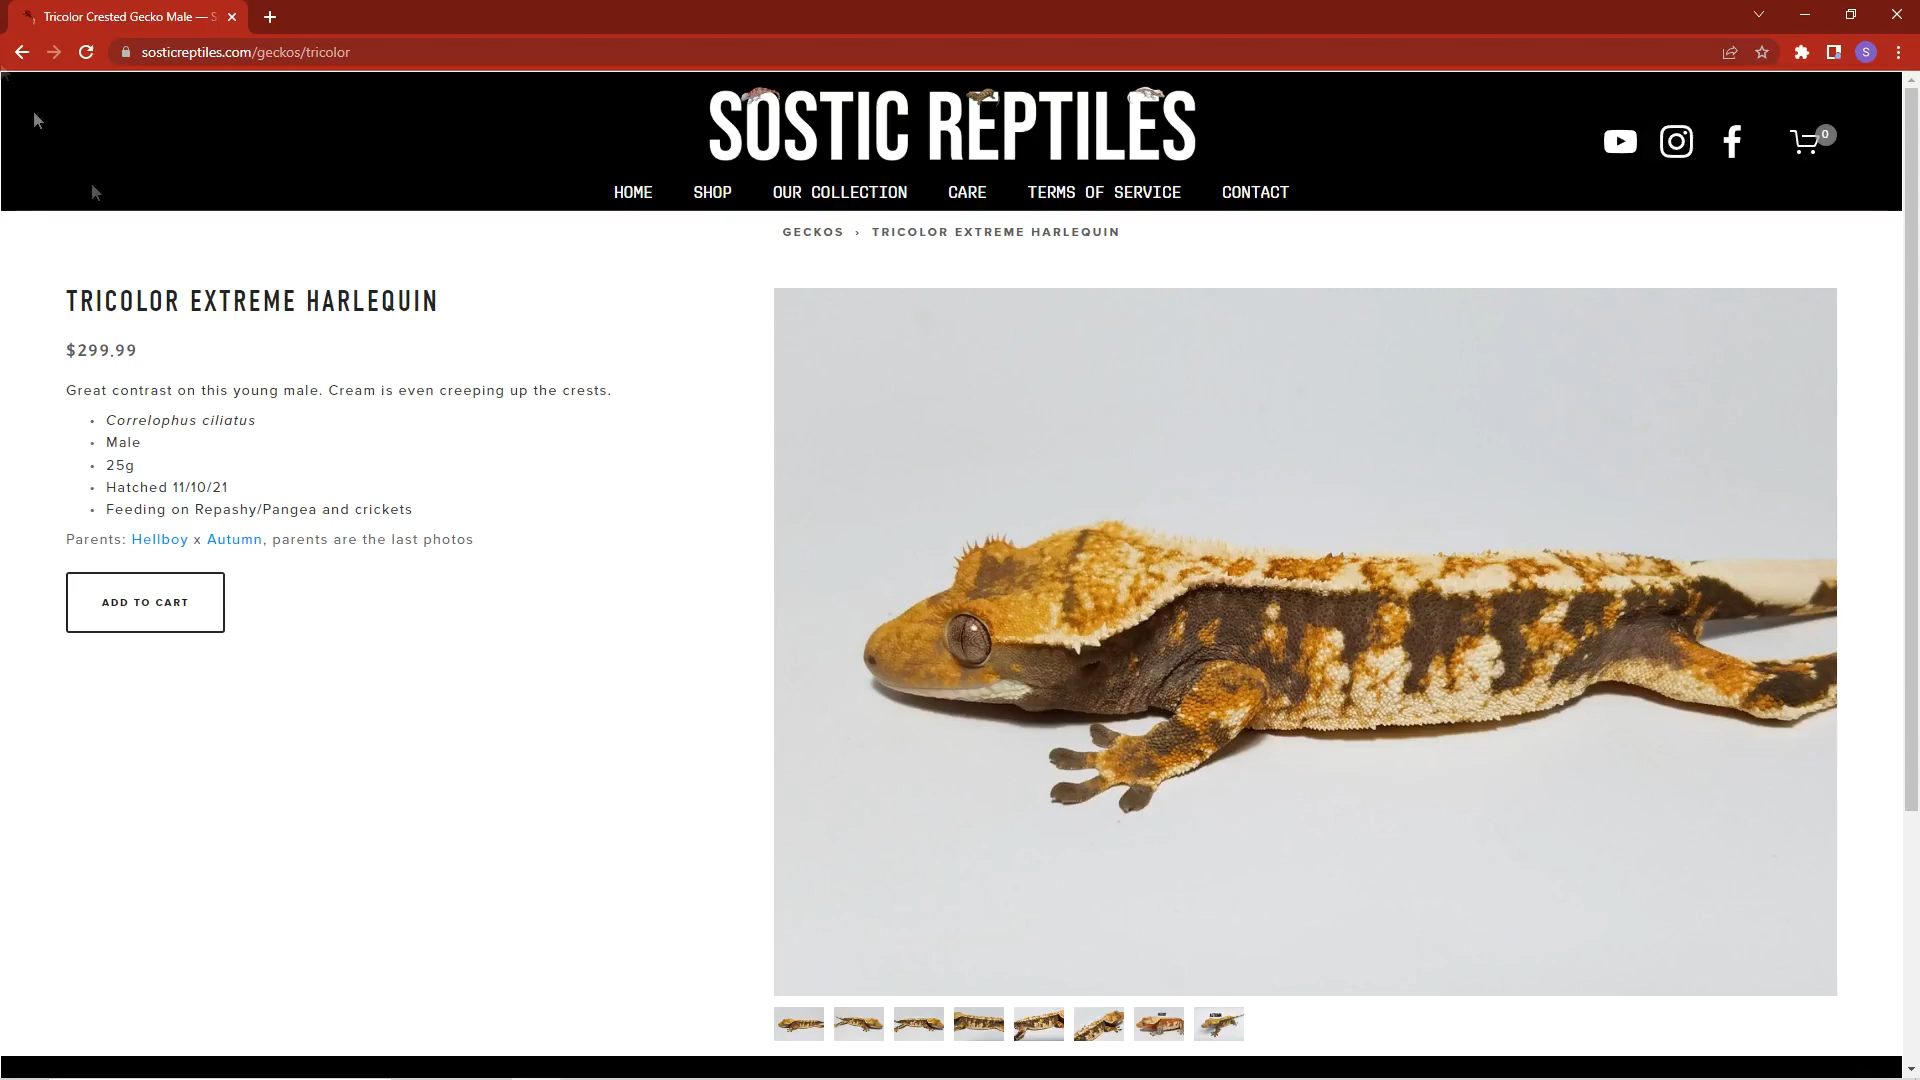 Tricolor Crested Gecko Male — S
sosticreptiles.com/geckos/tricolor
S
SOSTIC REPTILES
0
HOME SHOP OUR COLLECTION CARE TERMS OF SERVICE CONTACT
GECKOS › TRICOLOR EXTREME HARLEQUIN
TRICOLOR EXTREME HARLEQUIN
$299.99
Great contrast on this young male. Cream is even creeping up the crests.
• Correlophus ciliatus
• Male
• 25g
• Hatched 11/10/21
• Feeding on Repashy/Pangea and crickets
Parents: Hellboy x Autumn, parents are the last photos
ADD TO CART